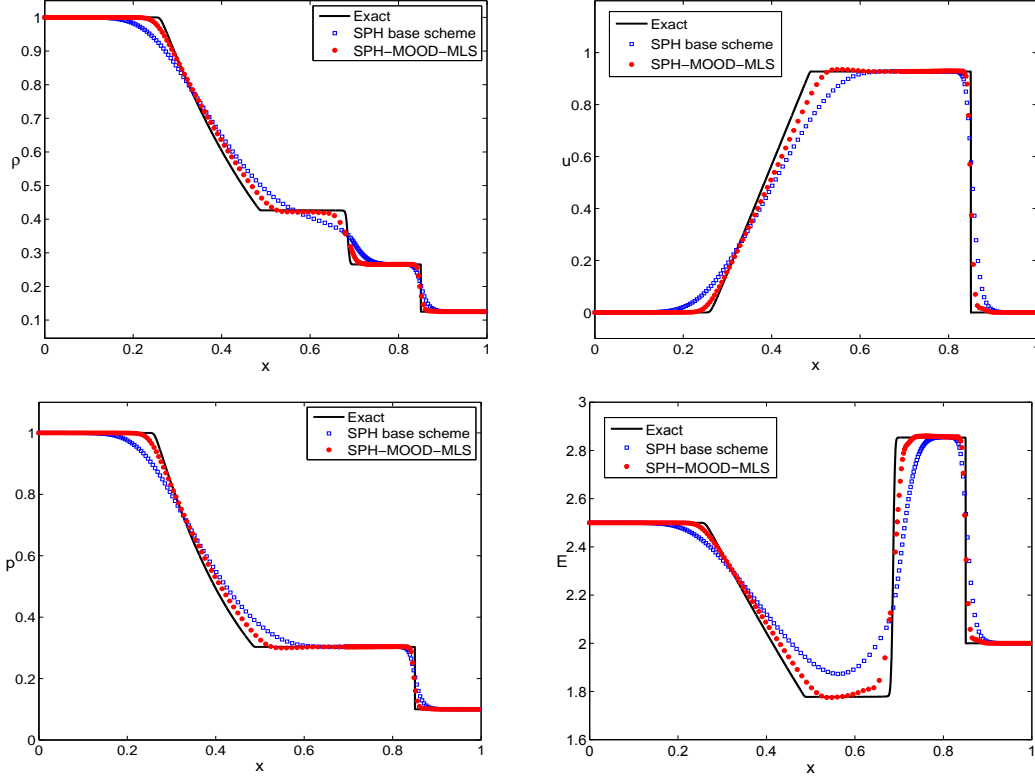 Exact
SPH base scheme
SPH−MOOD−MLS
1
0.9
0.8
0.7
0.6
0.5
0.4
0.3
0.2
0.1
ρ
0 0.2 0.4 0.6 0.8 1
x
Exact
SPH base scheme
SPH−MOOD−MLS
1
0.8
0.6
0.4
0.2
0
u
0 0.2 0.4 0.6 0.8 1
x
Exact
SPH base scheme
SPH−MOOD−MLS
1
0.8
0.6
0.4
0.2
0
p
0 0.2 0.4 0.6 0.8 1
x
Exact
SPH base scheme
SPH−MOOD−MLS
3
2.8
2.6
2.4
2.2
2
1.8
1.6
E
0 0.2 0.4 0.6 0.8 1
x